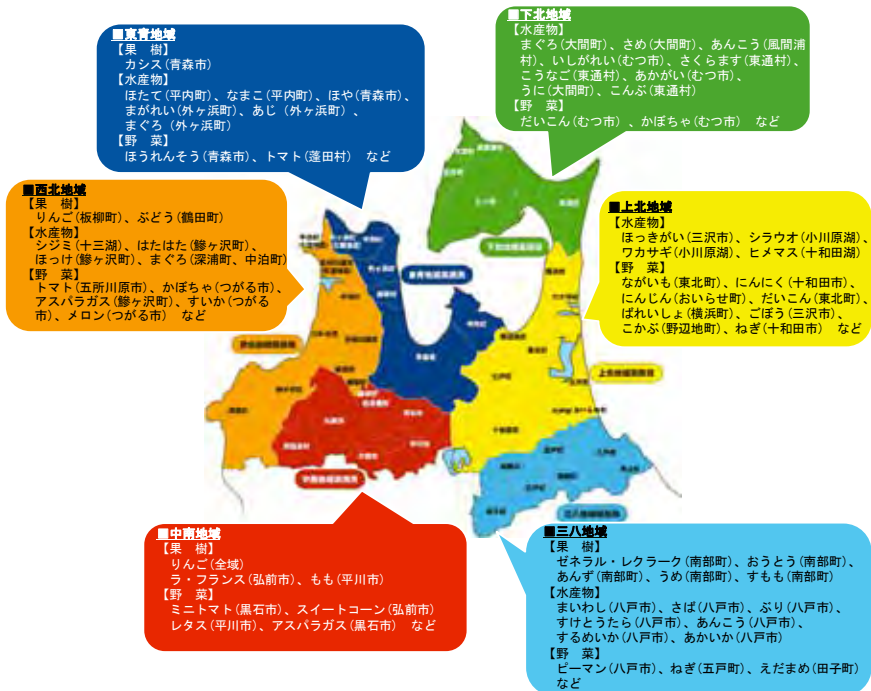 ■東青地域
【果　樹】
カシス(青森市)
【水産物】
ほたて(平内町)、なまこ(平内町)、ほや(青森市)、
まがれい(外ヶ浜町)、あじ（外ヶ浜町)、
まぐろ（外ヶ浜町)
【野　菜】
ほうれんそう(青森市)、トマト(蓬田村)　など
■下北地域
【水産物】
まぐろ(大間町)、さめ(大間町)、あんこう(風間浦
村)、いしがれい(むつ市)、さくらます(東通村)、
こうなご(東通村)、あかがい(むつ市)、
うに(大間町)、こんぶ(東通村)
【野　菜】
だいこん(むつ市)、かぼちゃ(むつ市)　など
■西北地域
【果　樹】
りんご(板柳町)、ぶどう(鶴田町)
【水産物】
シジミ(十三湖)、はたはた(鰺ヶ沢町)、
ほっけ(鰺ヶ沢町)、まぐろ(深浦町、中泊町)
【野　菜】
トマト(五所川原市)、かぼちゃ(つがる市)、
アスパラガス(鰺ヶ沢町)、すいか(つがる
市)、メロン(つがる市)　など
■上北地域
【水産物】
ほっきがい(三沢市)、シラウオ(小川原湖)、
ワカサギ(小川原湖)、ヒメマス(十和田湖)
【野　菜】
ながいも(東北町)、にんにく(十和田市)、
にんじん(おいらせ町)、だいこん(東北町)、
ばれいしょ(横浜町)、ごぼう(三沢市)、
こかぶ(野辺地町)、ねぎ(十和田市)　など
■中南地域
【果　樹】
りんご(全域)
ラ・フランス(弘前市)、もも(平川市)
【野　菜】
ミニトマト(黒石市)、スイートコーン(弘前市)
レタス(平川市)、アスパラガス(黒石市)　など
■三八地域
【果　樹】
ゼネラル・レクラーク(南部町)、おうとう(南部町)、
あんず(南部町)、うめ(南部町)、すもも(南部町)
【水産物】
まいわし(八戸市)、さば(八戸市)、ぶり(八戸市)、
すけとうたら(八戸市)、あんこう(八戸市)、
するめいか(八戸市)、あかいか(八戸市)
【野　菜】
ピーマン(八戸市)、ねぎ(五戸町)、えだまめ(田子町)
など